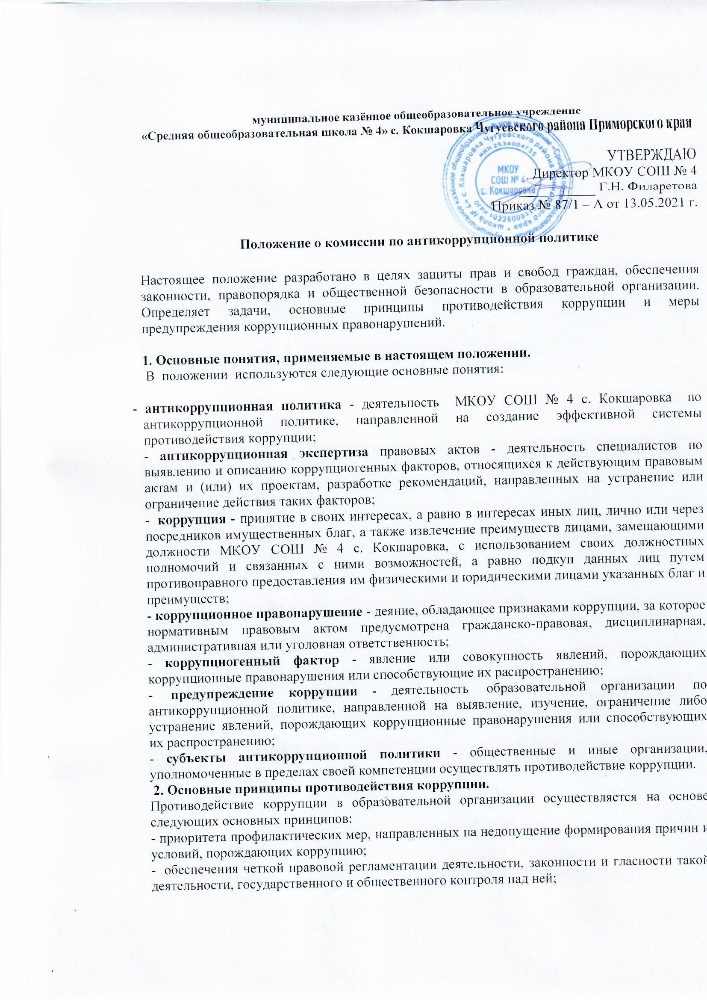 муниципальное казённое общеобразовательное учреждение
«Средняя общеобразовательная школа № 4» с. Кокшаровка Чугуевского района Приморского края
УТВЕРЖДАЮ
Директор МКОУ СОШ № 4
Г.Н. Филаретова
Приказ № 87/1 – А от 13.05.2021 г.
ИНН 2534004735
МКОУ
СОШ № 4
с. Кокшаровка
Положение о комиссии по антикоррупционной политике
Настоящее положение разработано в целях защиты прав и свобод граждан, обеспечения
законности, правопорядка и общественной безопасности в образовательной организации.
Определяет задачи, основные принципы противодействия коррупции и меры
предупреждения коррупционных правонарушений.
1. Основные понятия, применяемые в настоящем положении.
В положении используются следующие основные понятия:
- антикоррупционная политика - деятельность МКОУ СОШ № 4 с. Кокшаровка по
антикоррупционной политике, направленной на создание эффективной системы
противодействия коррупции;
- антикоррупционная экспертиза правовых актов - деятельность специалистов по
выявлению и описанию коррупциогенных факторов, относящихся к действующим правовым
актам и (или) их проектам, разработке рекомендаций, направленных на устранение или
ограничение действия таких факторов;
- коррупция - принятие в своих интересах, а равно в интересах иных лиц, лично или через
посредников имущественных благ, а также извлечение преимуществ лицами, замещающими
должности МКОУ СОШ № 4 с. Кокшаровка, с использованием своих должностных
полномочий и связанных с ними возможностей, а равно подкуп данных лиц путем
противоправного предоставления им физическими и юридическими лицами указанных благ и
преимуществ;
- коррупционное правонарушение - деяние, обладающее признаками коррупции, за которое
нормативным правовым актом предусмотрена гражданско-правовая, дисциплинарная,
административная или уголовная ответственность;
- коррупциогенный фактор - явление или совокупность явлений, порождающих
коррупционные правонарушения или способствующие их распространению;
- предупреждение коррупции - деятельность образовательной организации по
антикоррупционной политике, направленной на выявление, изучение, ограничение либо
устранение явлений, порождающих коррупционные правонарушения или способствующих
их распространению;
- субъекты антикоррупционной политики - общественные и иные организации,
уполномоченные в пределах своей компетенции осуществлять противодействие коррупции.
2. Основные принципы противодействия коррупции.
Противодействие коррупции в образовательной организации осуществляется на основе
следующих основных принципов:
- приоритета профилактических мер, направленных на недопущение формирования причин и
условий, порождающих коррупцию;
- обеспечения четкой правовой регламентации деятельности, законности и гласности такой
деятельности, государственного и общественного контроля над ней;